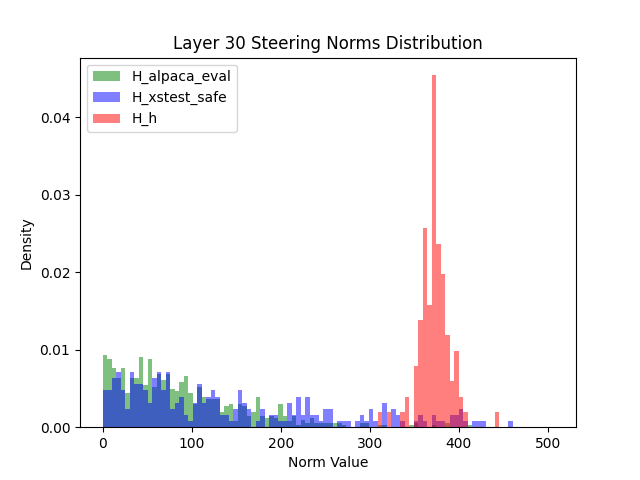 Layer 30 Steering Norms Distribution
H_alpaca_eval
H_xstest_safe
H_h
0.04
0.03
0.02
0.01
0.00
Density
0 100 200 300 400 500
Norm Value